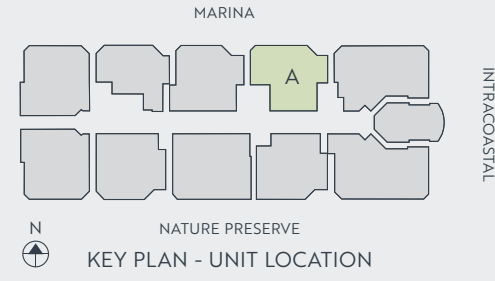 MARINA
A
INTRACOASTAL
N
NATURE PRESERVE
KEY PLAN - UNIT LOCATION